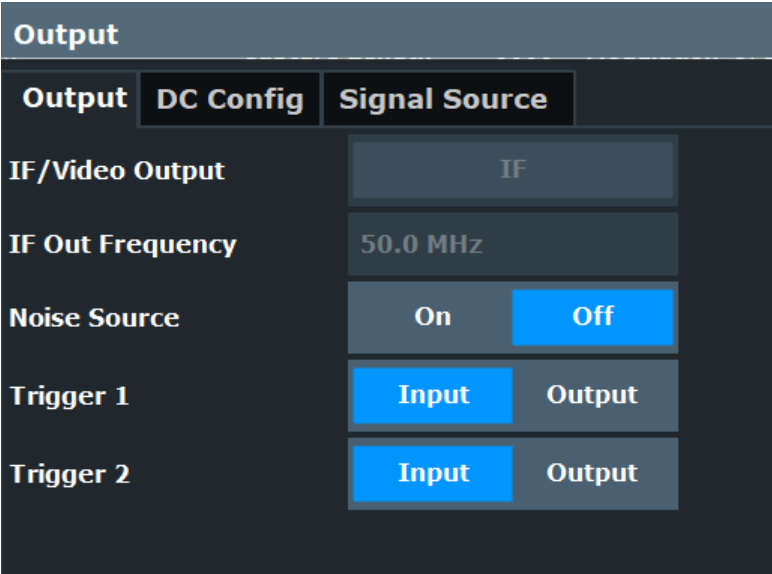 Output
Output DC Config Signal Source
IF/Video Output IF
IF Out Frequency 50.0 MHz
Noise Source On Off
Trigger 1 Input Output
Trigger 2 Input Output